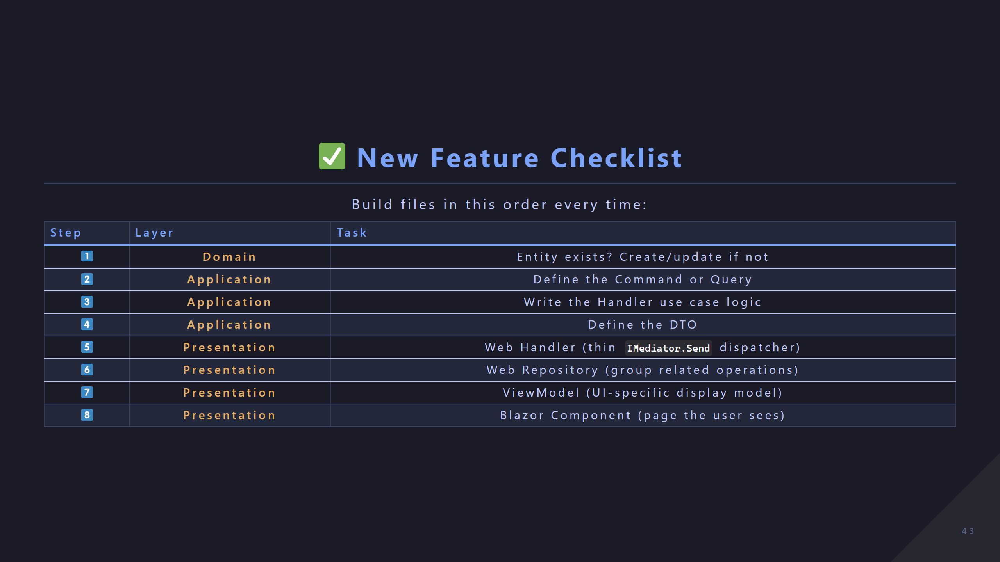 ✅ New Feature Checklist
Build files in this order every time:
Step Layer Task
1 Domain Entity exists? Create/update if not
2 Application Define the Command or Query
3 Application Write the Handler use case logic
4 Application Define the DTO
5 Presentation Web Handler (thin IMediator.Send dispatcher)
6 Presentation Web Repository (group related operations)
7 Presentation ViewModel (UI-specific display model)
8 Presentation Blazor Component (page the user sees)
43